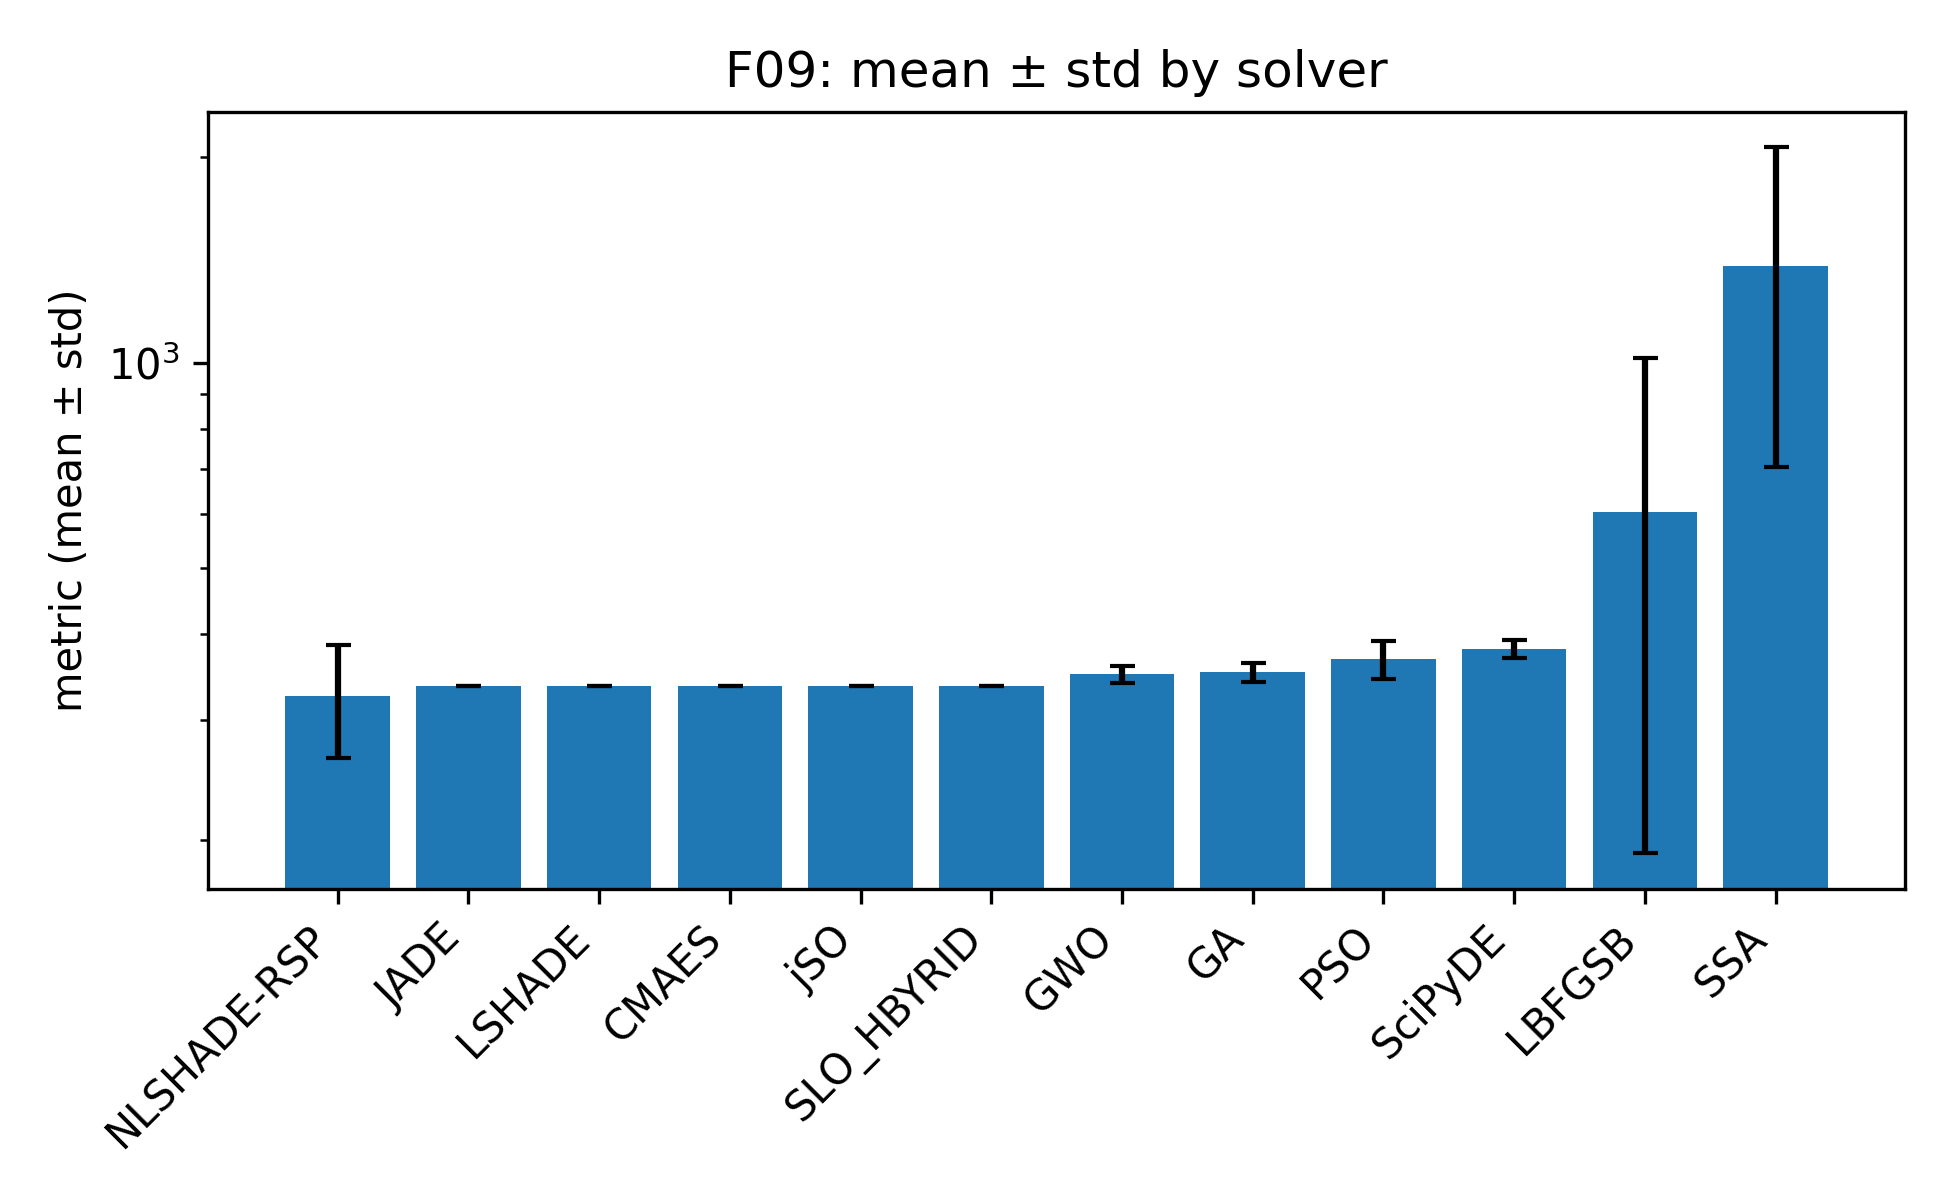 F09: mean ± std by solver
metric (mean ± std)
10³
NLSHADE-RSP
JADE
LSHADE
CMAES
jSO
SLO_HBYRID
GWO
GA
PSO
SciPyDE
LBFGSB
SSA